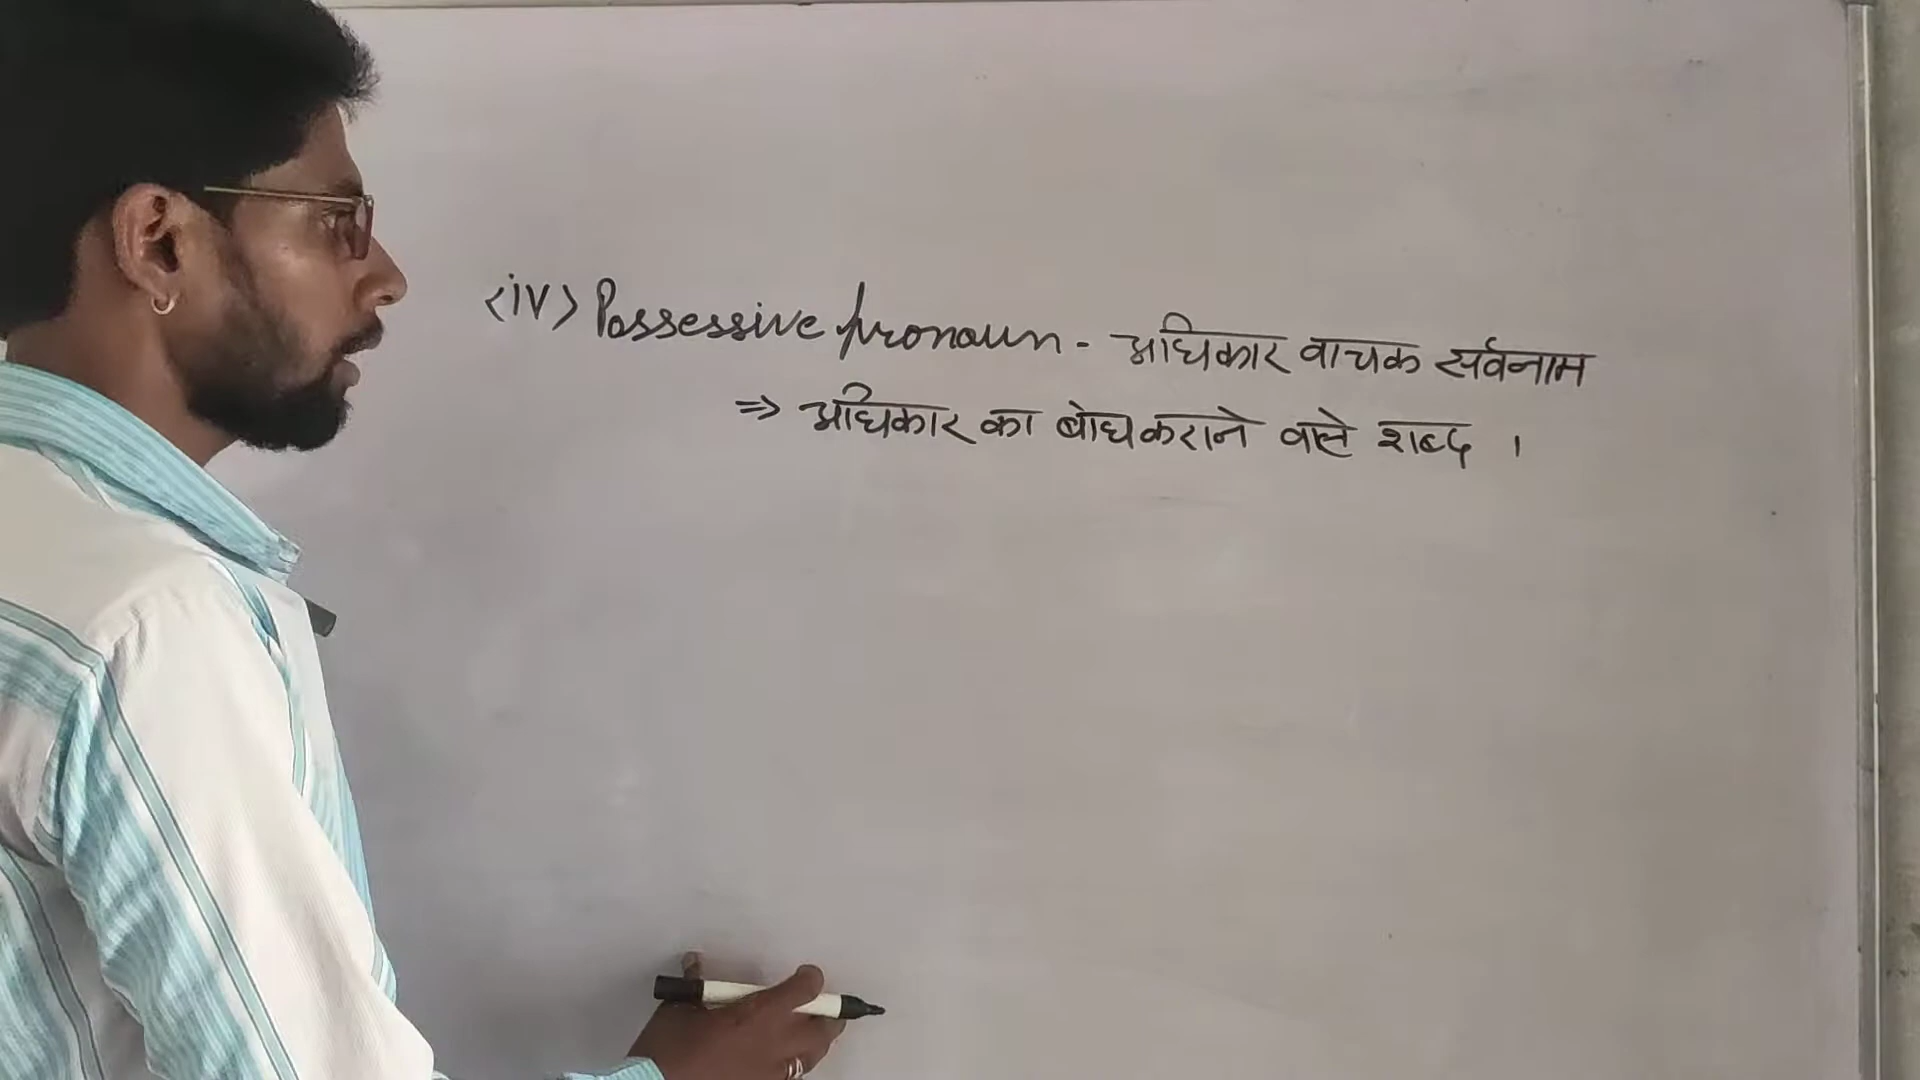 <iv> Possessive pronoun - अधिकार वाचक सर्वनाम
⇒ अधिकार का बोध कराने वाले शब्द ।